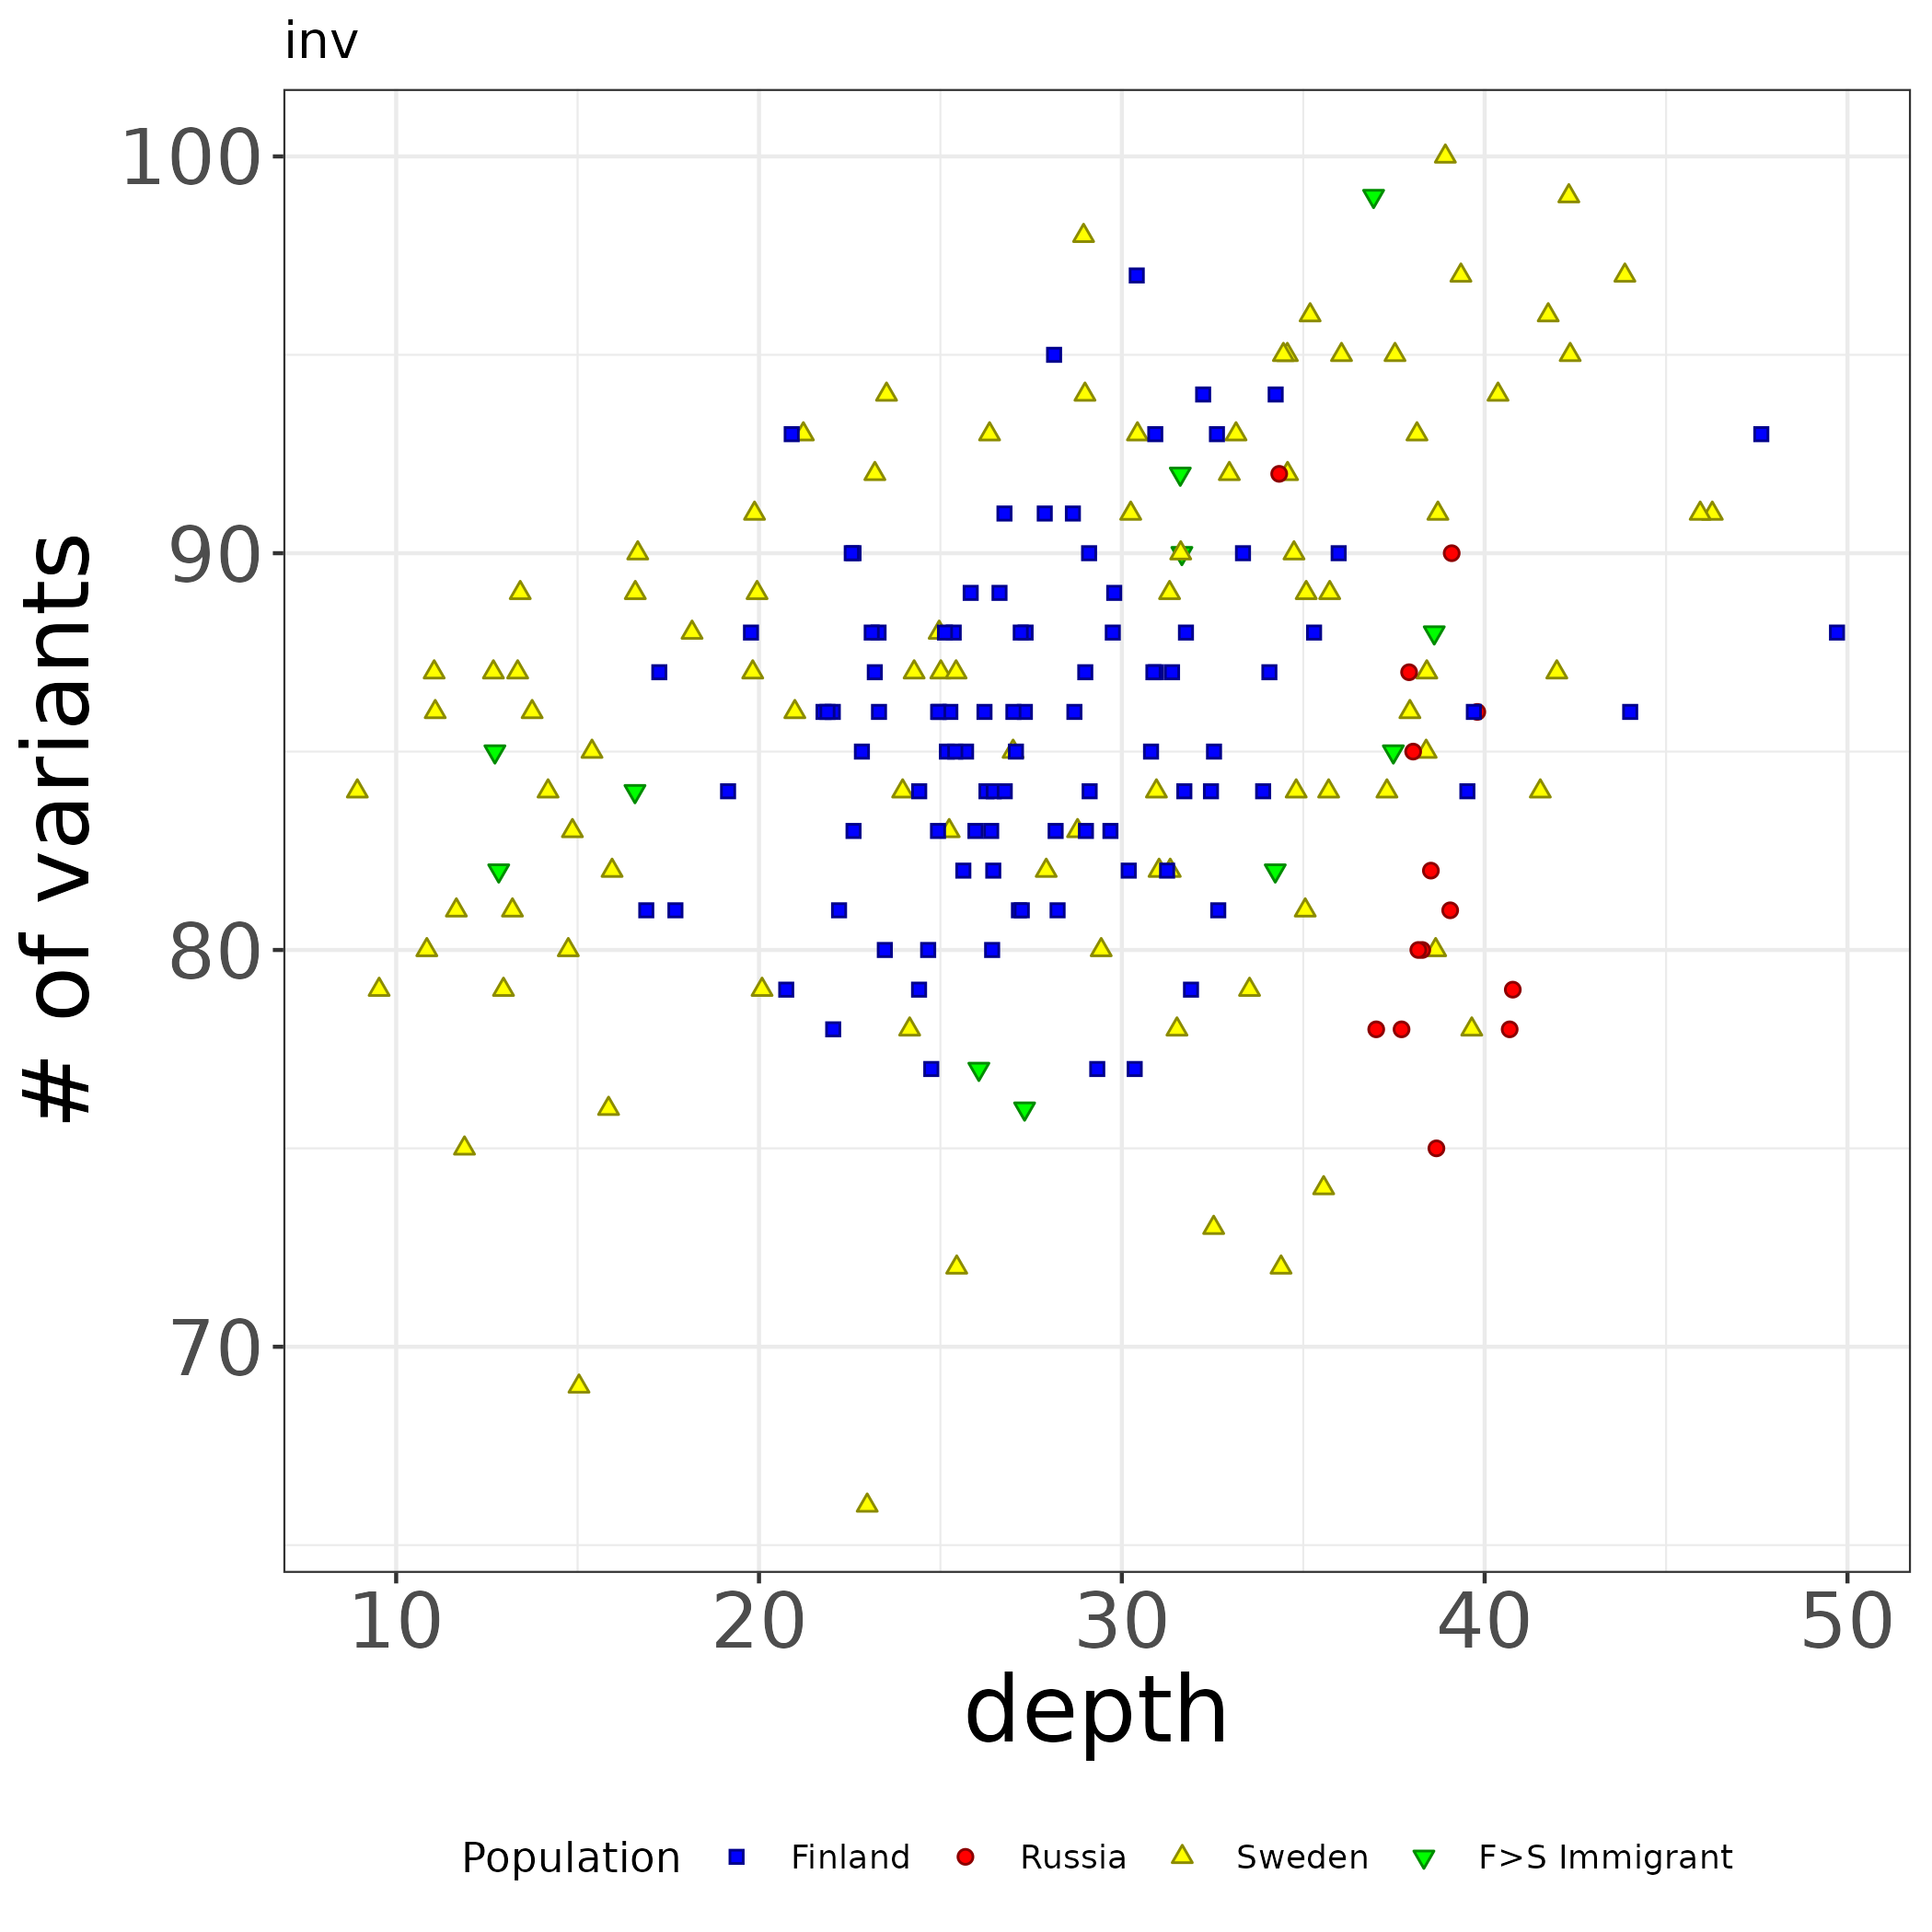 inv
100
90
80
70
# of variants
10 20 30 40 50
depth
Population Finland Russia Sweden F>S Immigrant